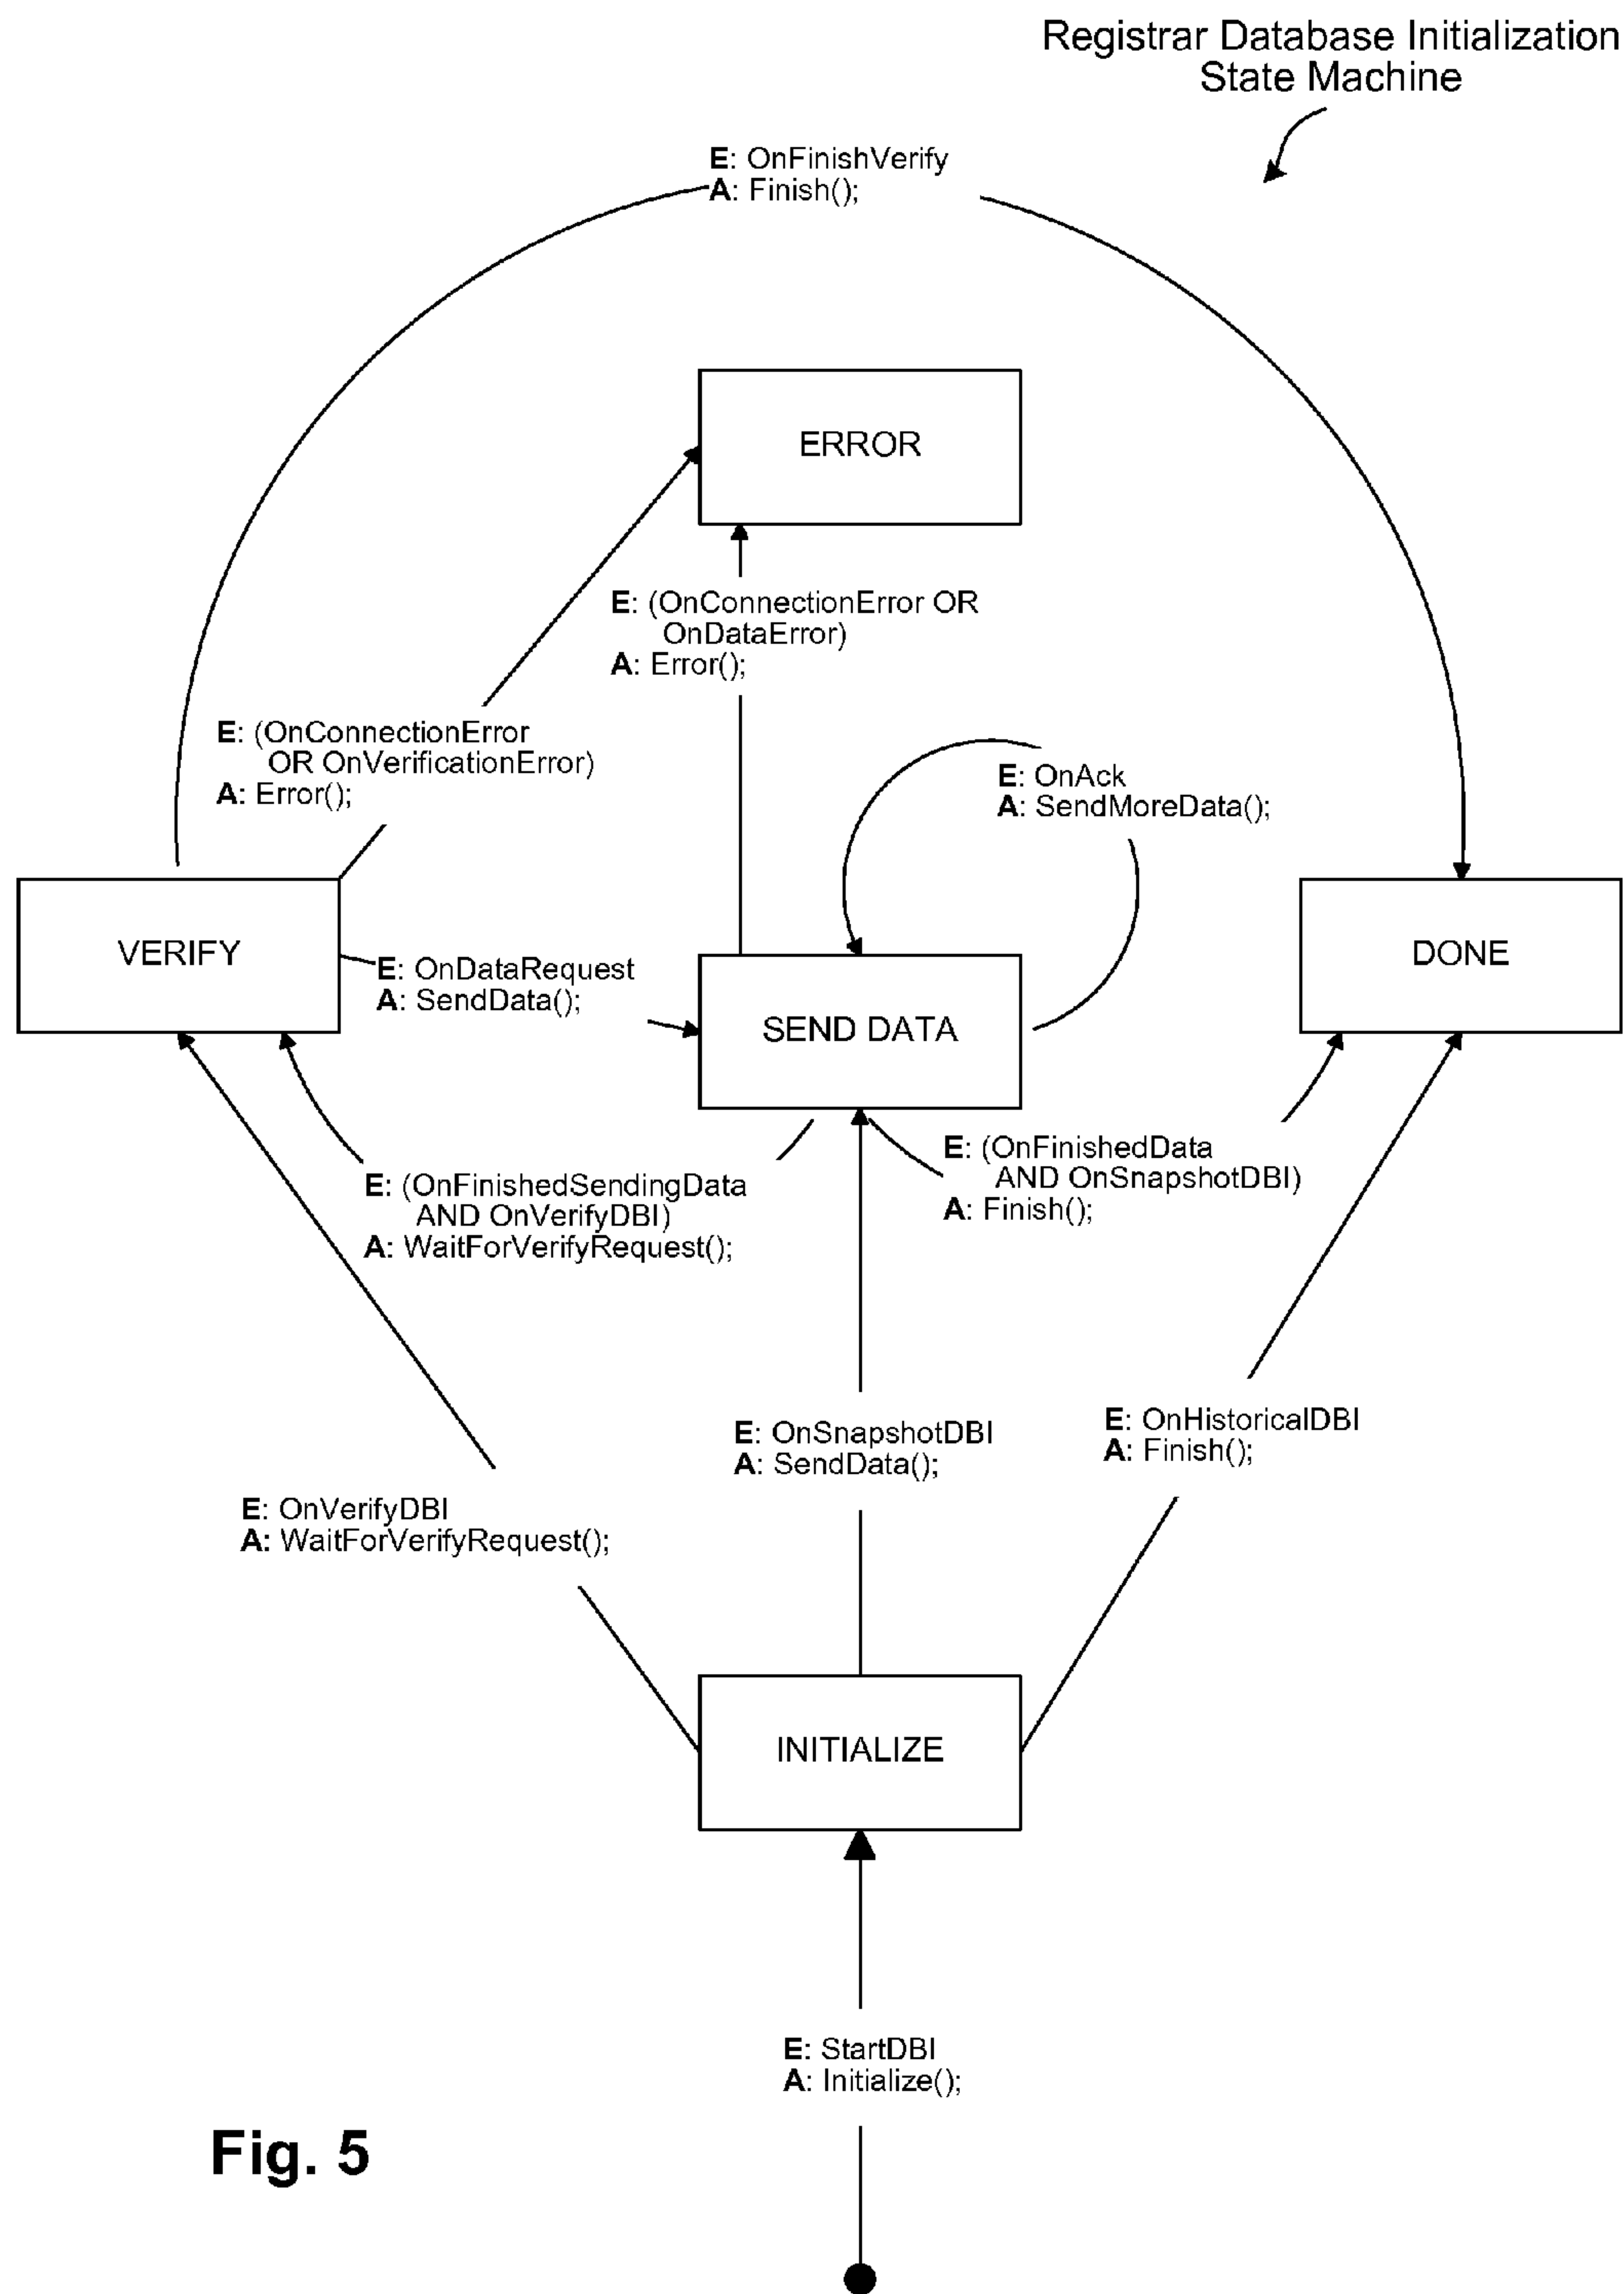 Registrar Database Initialization
State Machine
E: OnFinishVerify
A: Finish();
ERROR
E: (OnConnectionError OR
OnDataError)
A: Error();
E: (OnConnectionError
OR OnVerificationError)
A: Error();
E: OnAck
A: SendMoreData();
VERIFY
E: OnDataRequest
A: SendData();
SEND DATA
DONE
E: (OnFinishedSendingData
AND OnVerifyDBI)
A: WaitForVerifyRequest();
E: (OnFinishedData
AND OnSnapshotDBI)
A: Finish();
E: OnVerifyDBI
A: WaitForVerifyRequest();
E: OnSnapshotDBI
A: SendData();
E: OnHistoricalDBI
A: Finish();
INITIALIZE
E: StartDBI
A: Initialize();
Fig. 5